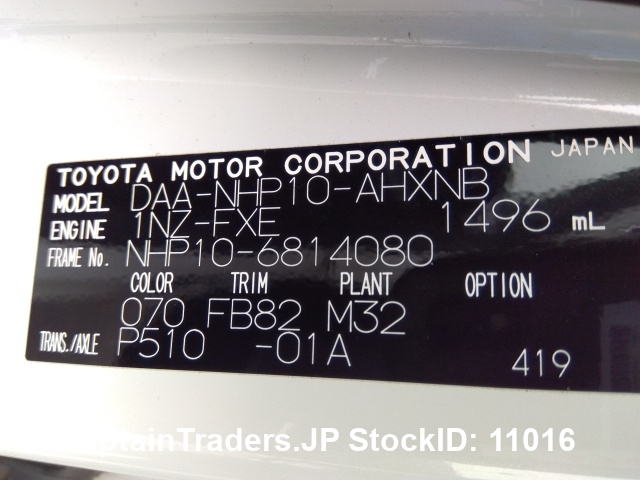 TOYOTA MOTOR CORPORATION JAPAN
MODEL DAA-NHP10-AHXNB
ENGINE 1NZ-FXE 1496 mL
FRAME No. NHP10-6814080
COLOR TRIM PLANT OPTION
070 FB82 M32
TRANS./AXLE P510 -01A
419
StockID: 11016